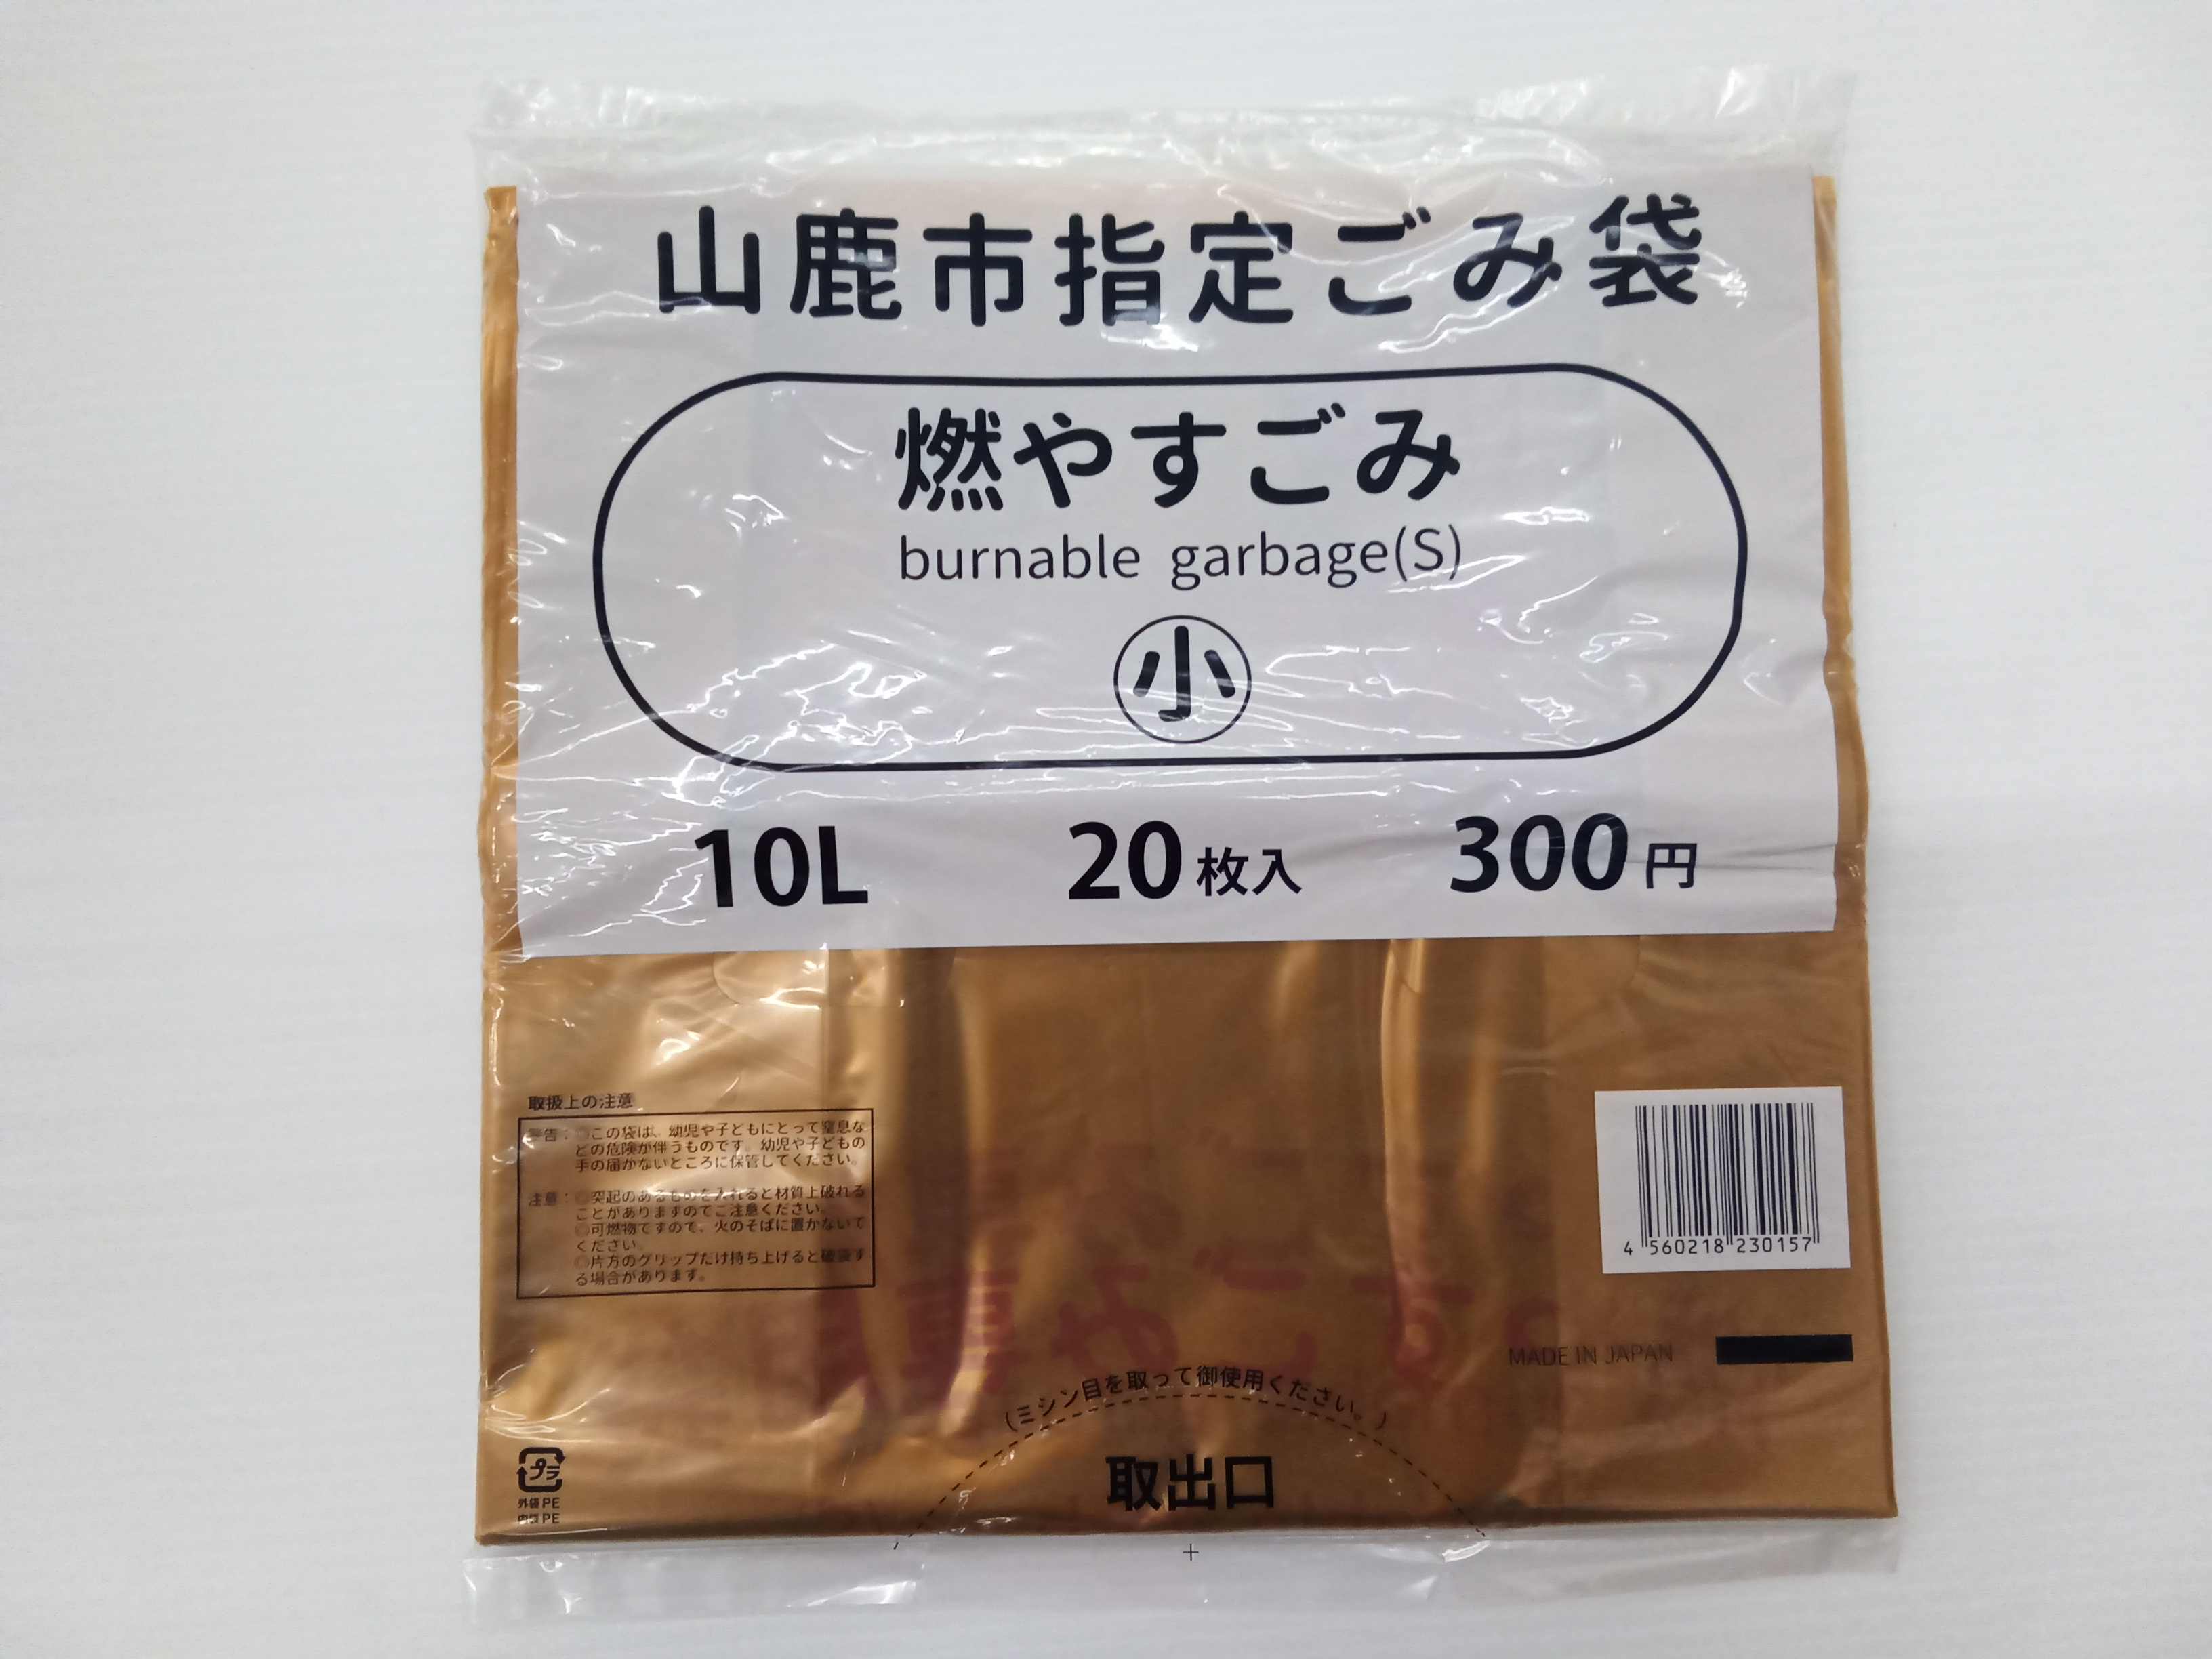 山鹿市指定ごみ袋
燃やすごみ
burnable garbage(S)
小
10L 20枚入 300円
取扱上の注意
警告：◎この袋は、幼児や子どもにとって窒息な
どの危険が伴うものです。幼児や子どもの
手の届かないところに保管してください。
注意：◎突起のあるものを入れると材質上破れる
ことがありますのでご注意ください。
◎可燃物ですので、火のそばに置かないで
ください。
◎片方のグリップだけ持ち上げると破袋す
る場合があります。
4 560218 230157
MADE IN JAPAN
(ミシン目を取って御使用ください。)
取出口
プラ
外袋PE
内袋PE